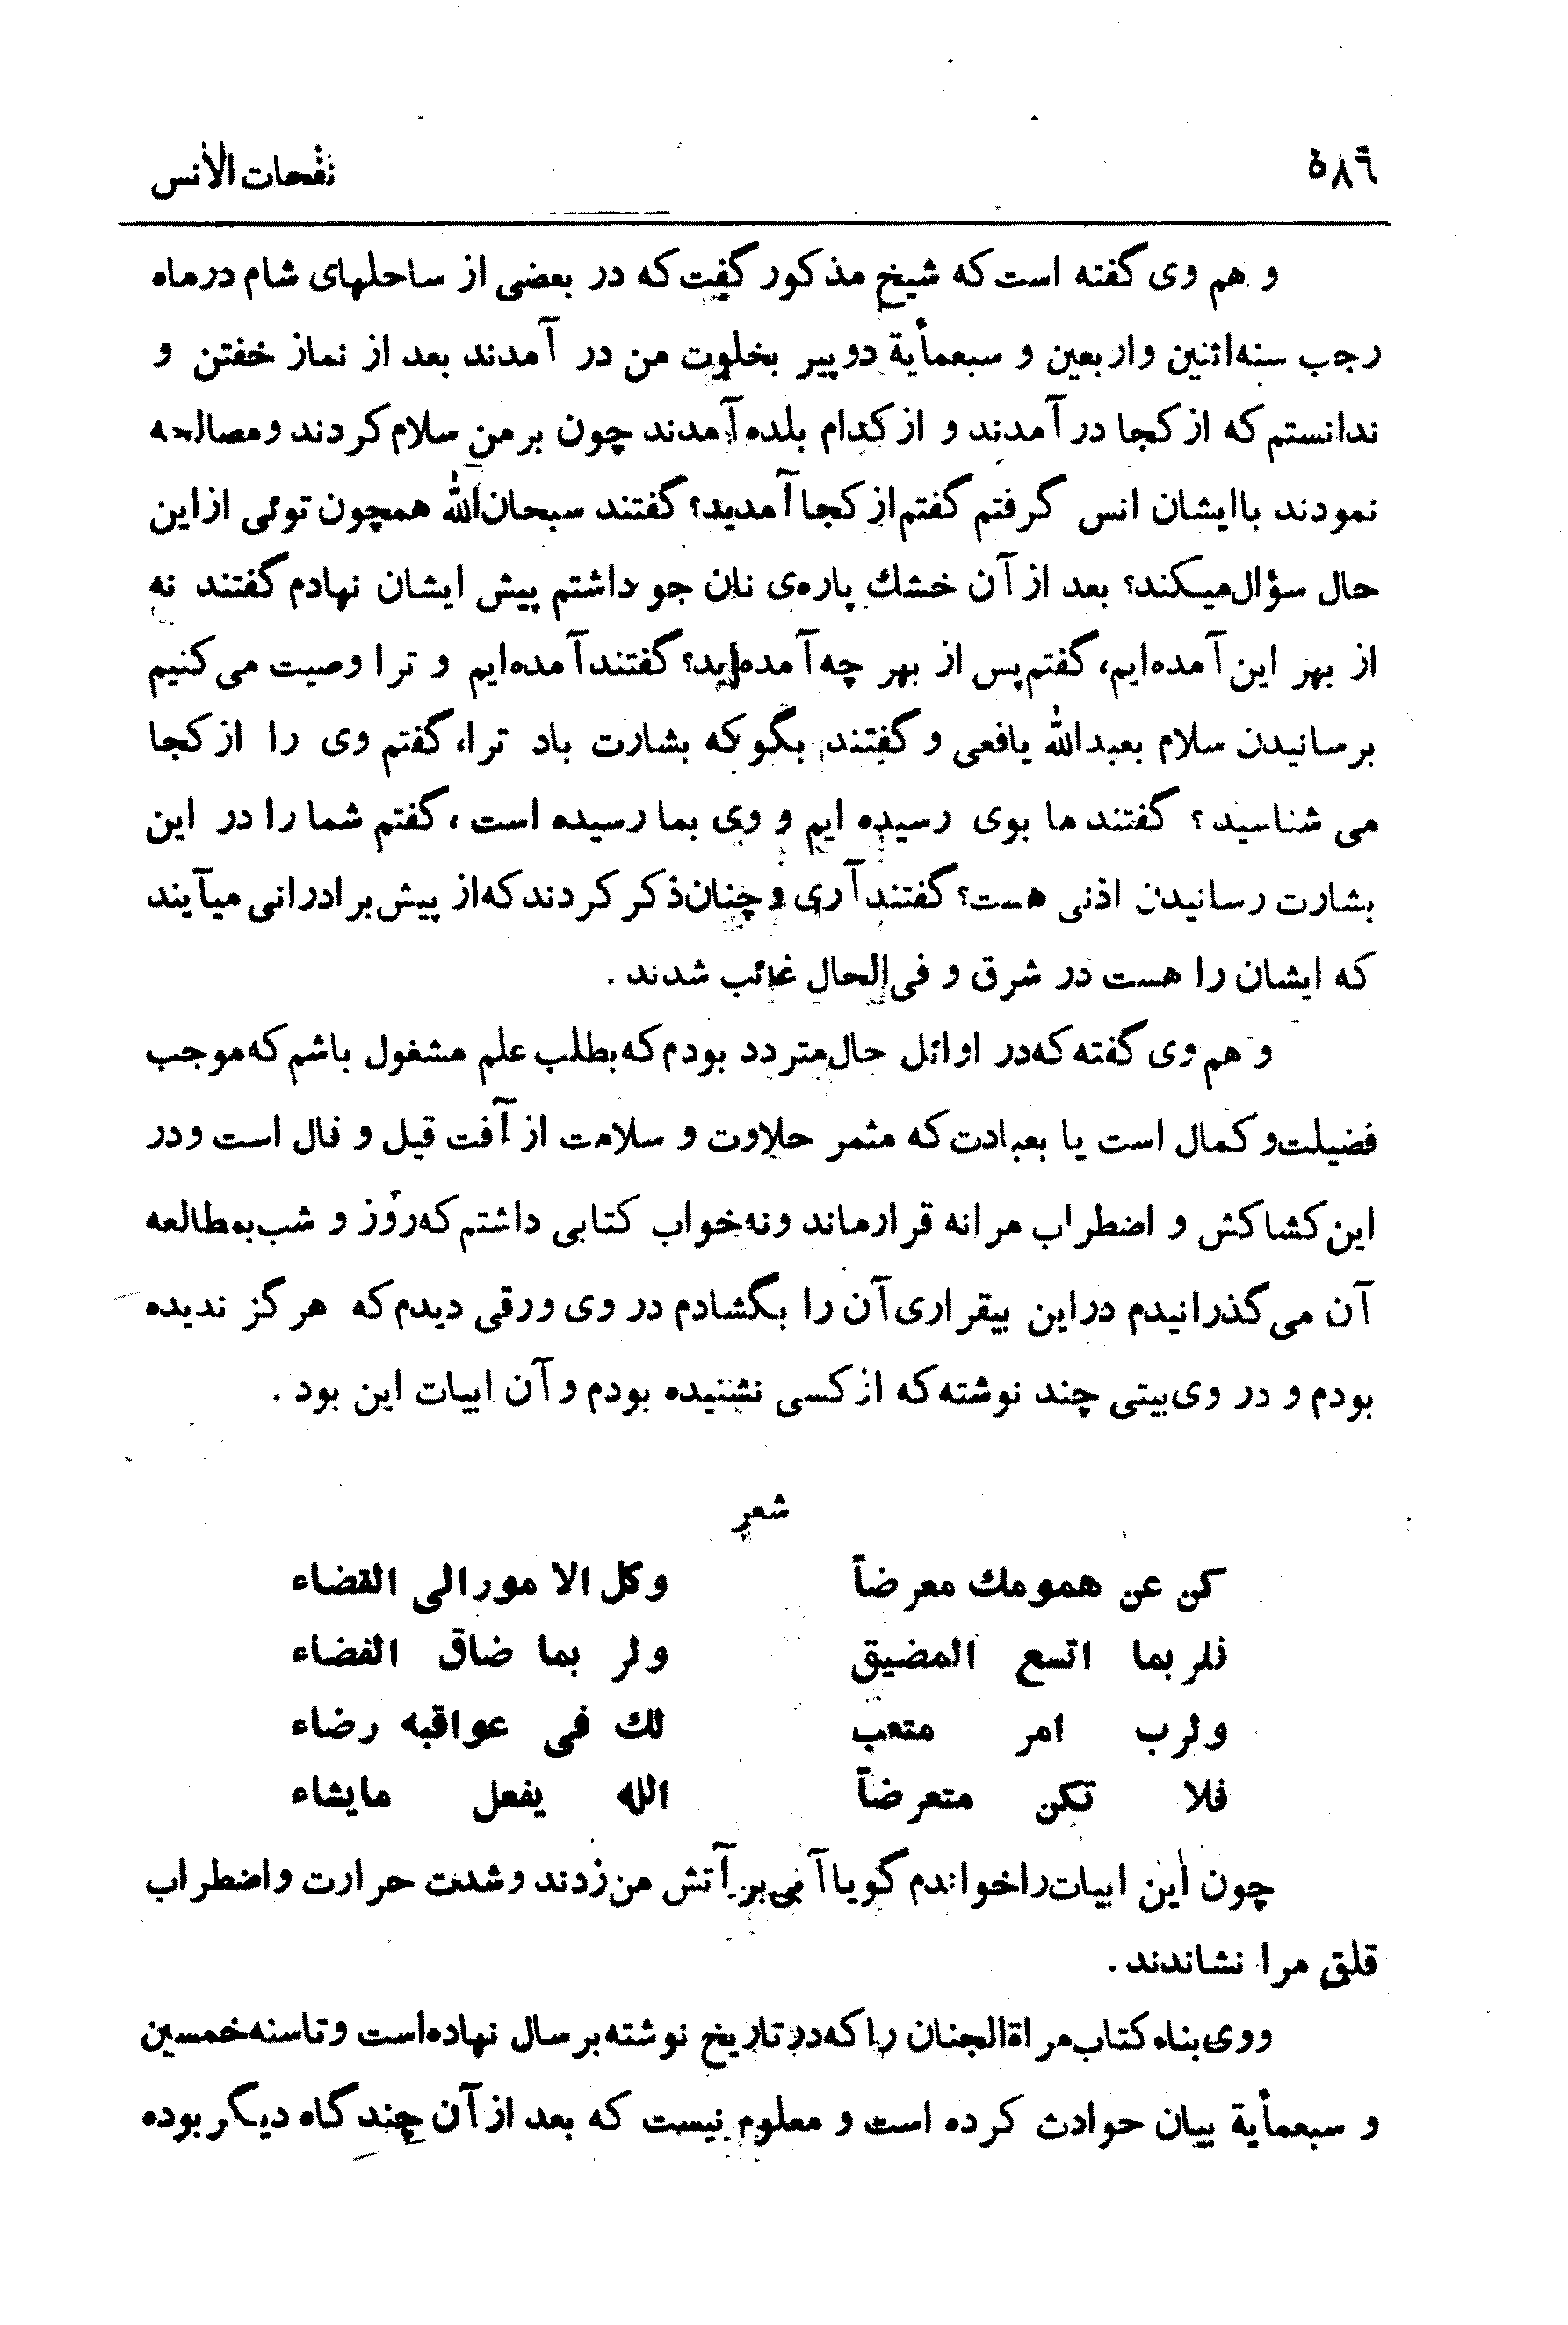 ٥٨٦ نفحات الأنس
و هم وی گفته است که شیخ مذکور گفت که در بعضی از ساحلهای شام درماه
رجب سنه اثنین واربعین و سبعمأیة دوپیر بخلوت من در آمدند بعد از نماز خفتن و
ندانستم که از کجا در آمدند و از کدام بلده آمدند چون برمن سلام کردند ومصالحه
نمودند باایشان انس گرفتم گفتم از کجا آمدید؟ گفتند سبحان الله همچون توئی ازاین
حال سؤال میکند؟ بعد از آن خشك پاره‌ی نان جو داشتم پیش ایشان نهادم گفتند نه
از بهر این آمده‌ایم، گفتم پس از بهر چه آمده‌اید؟ گفتند آمده‌ایم و ترا وصیت می کنیم
برسانیدن سلام بعبدالله یافعی و گفتند بگو که بشارت باد ترا، گفتم وی را از کجا
می شناسید؟ گفتند ما بوی رسیده ایم و وی بما رسیده است، گفتم شما را در این
بشارت رسانیدن اذنی هست؟ گفتند آری و چنان ذکر کردند که از پیش برادرانی میآیند
که ایشان را هست در شرق و فی‌الحال غائب شدند.
و هم وی گفته که در اوائل حال متردد بودم که بطلب علم مشغول باشم که موجب
فضیلت و کمال است یا بعبادت که مثمر حلاوت و سلامت از آفت قیل و قال است ودر
این کشاکش و اضطراب مرا نه قرار ماند ونه خواب کتابی داشتم که روز و شب بمطالعه
آن می گذرانیدم دراین بیقراری آن را بگشادم در وی ورقی دیدم که هرگز ندیده
بودم و در وی بیتی چند نوشته که از کسی نشنیده بودم و آن ابیات این بود.
شعر
کن عن همومك معرضاً وکل الا مور الی القضاء
فلر بما اتسع المضیق ولر بما ضاق الفضاء
ولرب امر متعب لك فی عواقبه رضاء
فلا تکن متعرضاً الله یفعل مایشاء
چون این ابیات را خواندم گویا آبی بر آتش من زدند وشدت حرارت و اضطراب
قلق مرا نشاندند.
ووی بناء کتاب مراة الجنان را که در تاریخ نوشته برسال نهاده است وتاسنه خمسین
و سبعمأیة بیان حوادث کرده است و معلوم نیست که بعد از آن چند گاه دیگر بوده